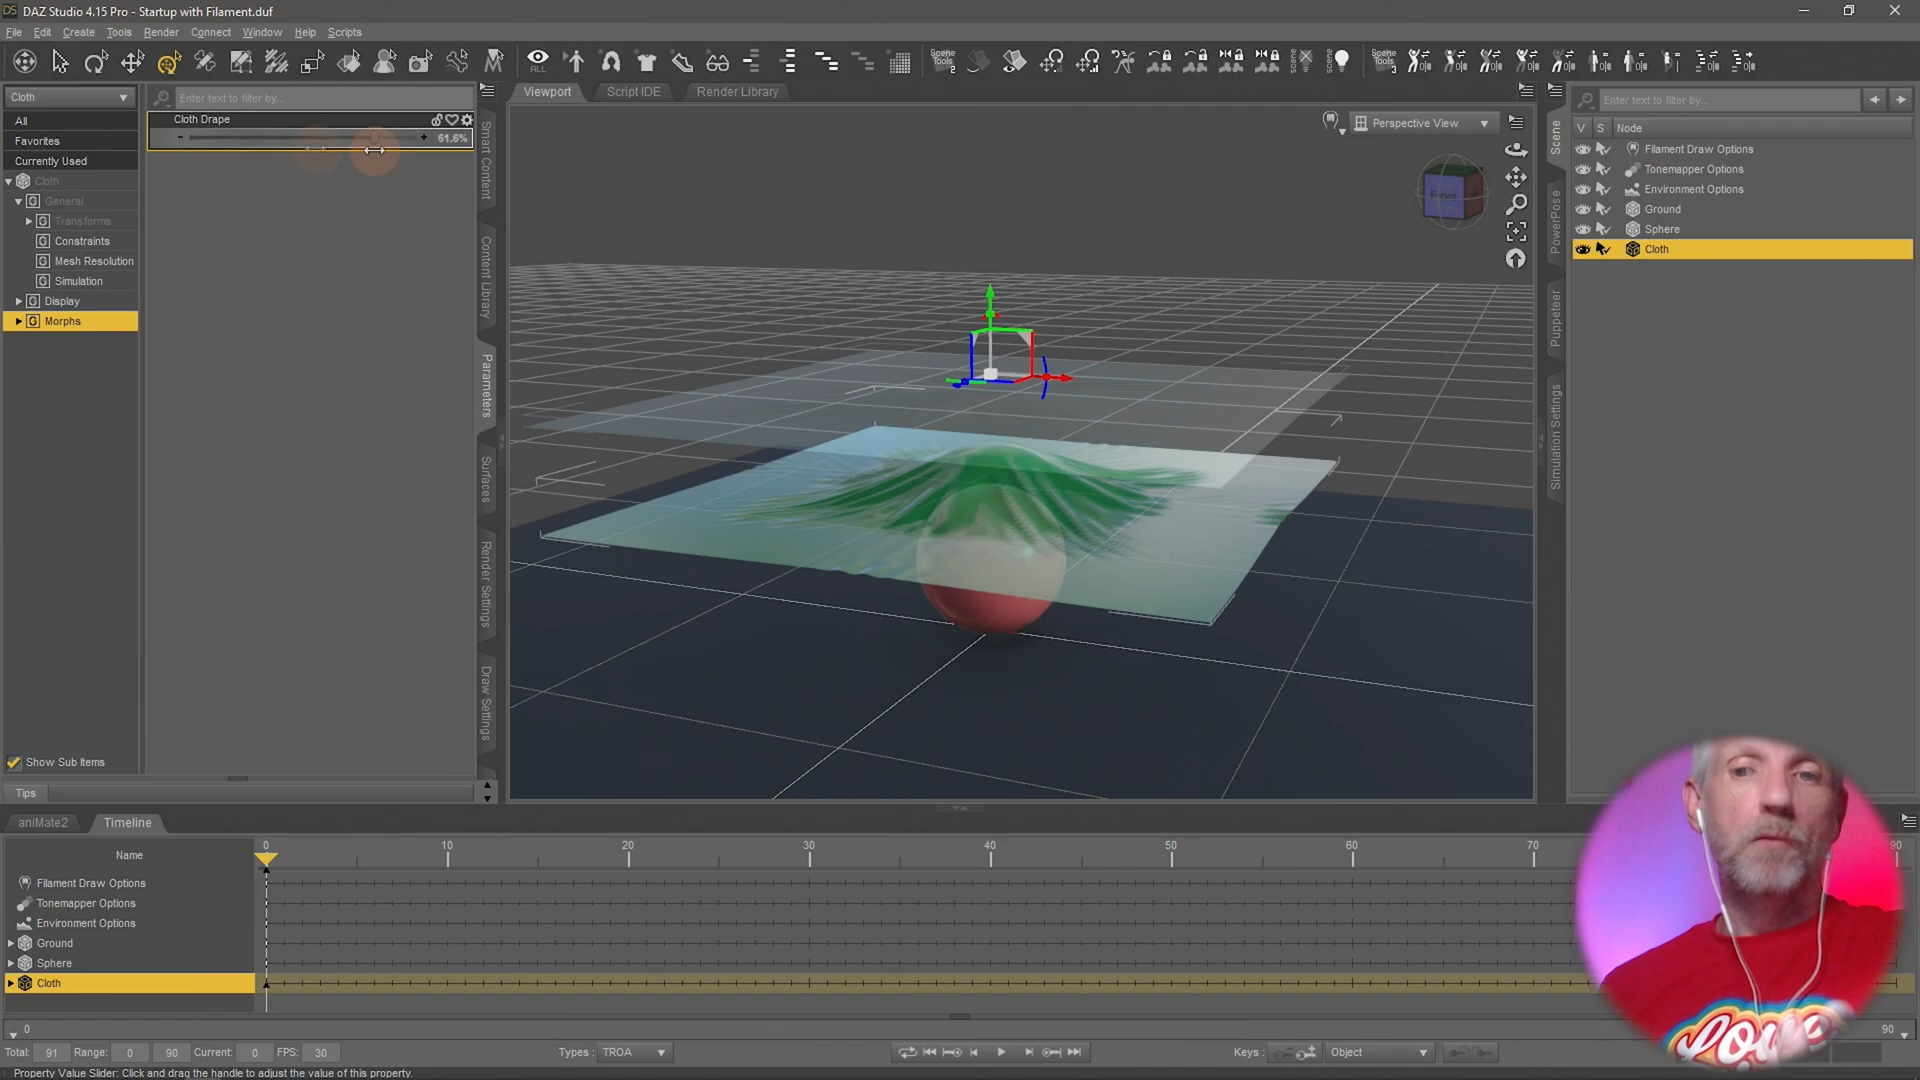 DAZ Studio 4.15 Pro - Startup with Filament.duf
File Edit Create Tools Render Connect Window Help Scripts
ALL
Scene Tools 2
Scene Tools 3
Cloth
Enter text to filter by...
All
Favorites
Currently Used
Cloth
General
Transforms
Constraints
Mesh Resolution
Simulation
Display
Morphs
Show Sub Items
Tips
Cloth Drape
61.6%
Smart Content
Content Library
Parameters
Surfaces
Render Settings
Draw Settings
Viewport Script IDE Render Library
Perspective View
Front
Scene
PowerPose
Puppeteer
Simulation Settings
Enter text to filter by...
V S Node
Filament Draw Options
Tonemapper Options
Environment Options
Ground
Sphere
Cloth
aniMate2 Timeline
Name
0 10 20 30 40 50 60 70 90
Filament Draw Options
Tonemapper Options
Environment Options
Ground
Sphere
Cloth
0 90
Total: 91 Range: 0 90 Current: 0 FPS: 30 Types: TROA Keys: Object
Property Value Slider: Click and drag the handle to adjust the value of this property.